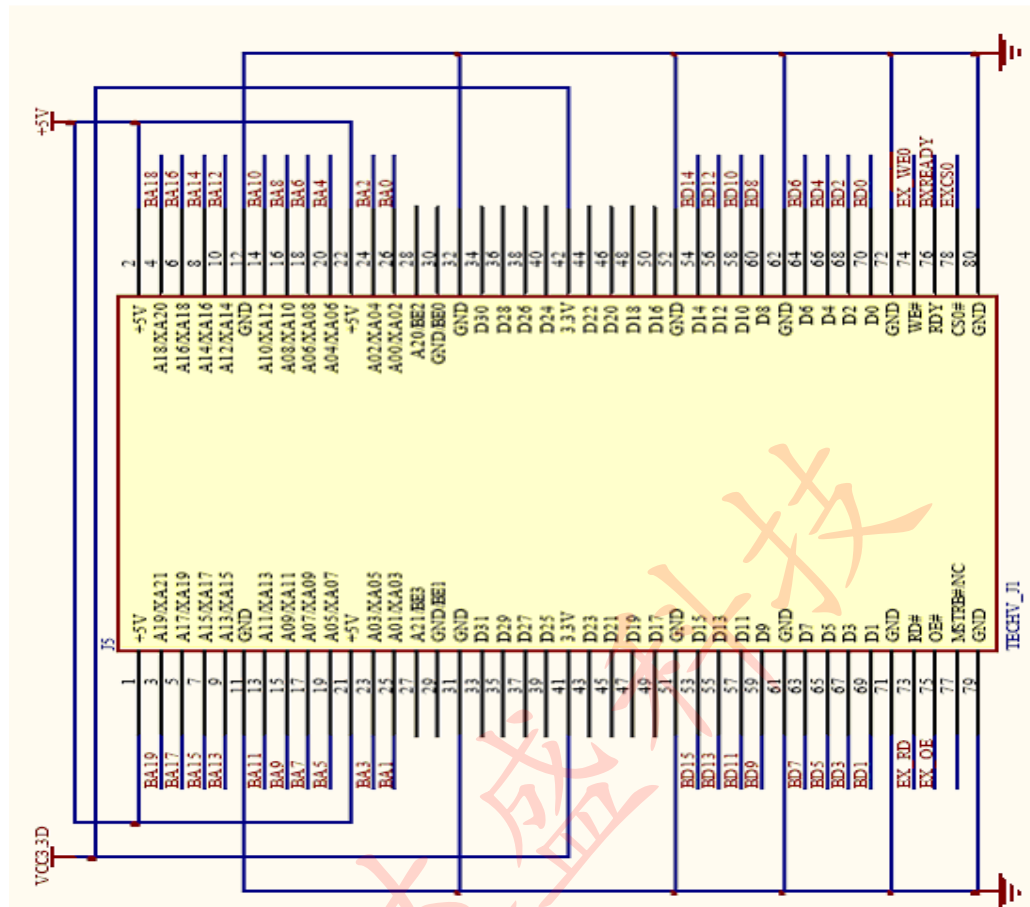 VCC3.3D +5V
J5
1 +5V +5V 2
BA19 3 A19/XA21 A18/XA20 4 BA18
BA17 5 A17/XA19 A16/XA18 6 BA16
BA15 7 A15/XA17 A14/XA16 8 BA14
BA13 9 A13/XA15 A12/XA14 10 BA12
11 GND GND 12
BA11 13 A11/XA13 A10/XA12 14 BA10
BA9 15 A09/XA11 A08/XA10 16 BA8
BA7 17 A07/XA09 A06/XA08 18 BA6
BA5 19 A05/XA07 A04/XA06 20 BA4
21 +5V +5V 22
BA3 23 A03/XA05 A02/XA04 24 BA2
BA1 25 A01/XA03 A00/XA02 26 BA0
27 A21/BE3 A20/BE2 28
29 GND/BE1 GND/BE0 30
31 GND GND 32
33 D31 D30 34
35 D29 D28 36
37 D27 D26 38
39 D25 D24 40
41 3.3V 3.3V 42
43 D23 D22 44
45 D21 D20 46
47 D19 D18 48
49 D17 D16 50
51 GND GND 52
BD15 53 D15 D14 54 BD14
BD13 55 D13 D12 56 BD12
BD11 57 D11 D10 58 BD10
BD9 59 D9 D8 60 BD8
61 GND GND 62
BD7 63 D7 D6 64 BD6
BD5 65 D5 D4 66 BD4
BD3 67 D3 D2 68 BD2
BD1 69 D1 D0 70 BD0
71 GND GND 72
EX_RD 73 RD# WE# 74 EX_WE0
EX_OE 75 OE# RDY 76 BXREADY
77 MSTRB#/NC CS0# 78 EXCS0
79 GND GND 80
TECHV_J1
盛科技